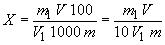 X = m₁ V 100 / V₁ 1000 m = m₁ V / 10 V₁ m